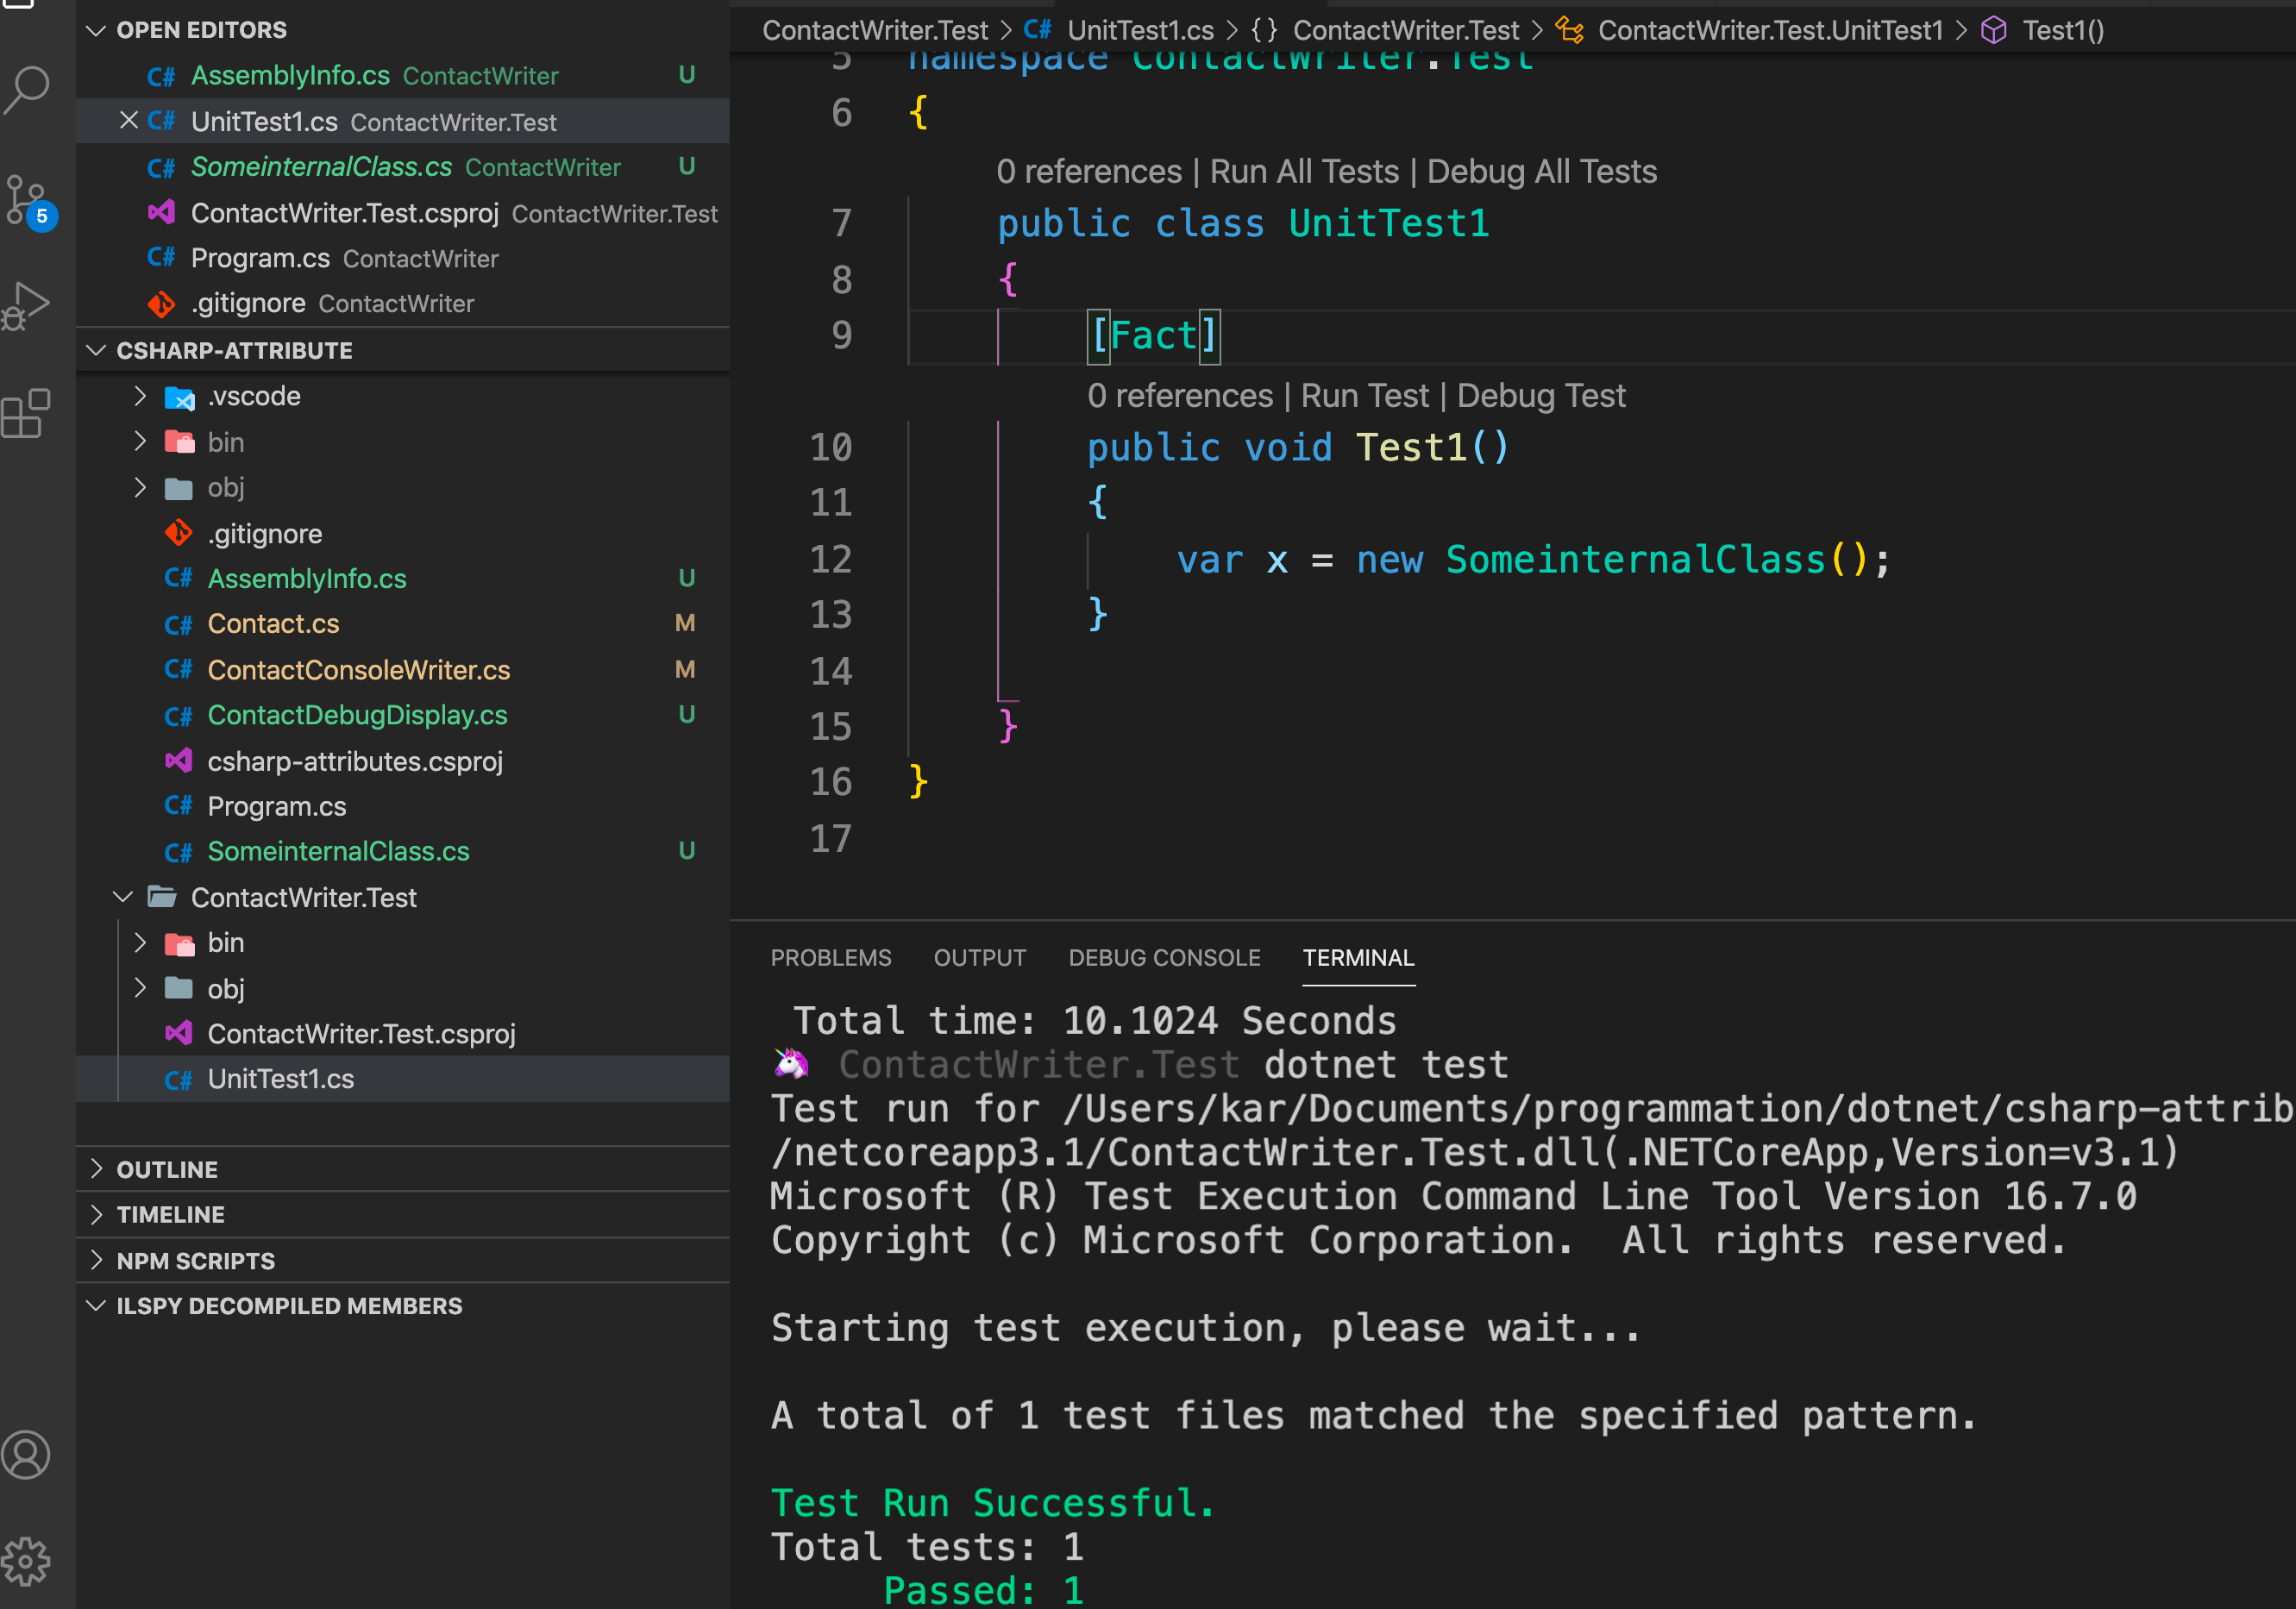 OPEN EDITORS
C# AssemblyInfo.cs ContactWriter U
C# UnitTest1.cs ContactWriter.Test
C# SomeinternalClass.cs ContactWriter U
ContactWriter.Test.csproj ContactWriter.Test
C# Program.cs ContactWriter
.gitignore ContactWriter
5
CSHARP-ATTRIBUTE
.vscode
bin
obj
.gitignore
C# AssemblyInfo.cs U
C# Contact.cs M
C# ContactConsoleWriter.cs M
C# ContactDebugDisplay.cs U
csharp-attributes.csproj
C# Program.cs
C# SomeinternalClass.cs U
ContactWriter.Test
bin
obj
ContactWriter.Test.csproj
C# UnitTest1.cs
OUTLINE
TIMELINE
NPM SCRIPTS
ILSPY DECOMPILED MEMBERS
ContactWriter.Test > C# UnitTest1.cs > {} ContactWriter.Test > ContactWriter.Test.UnitTest1 > Test1()
5 namespace ContactWriter.Test
6 {
0 references | Run All Tests | Debug All Tests
7 public class UnitTest1
8 {
9 [Fact]
0 references | Run Test | Debug Test
10 public void Test1()
11 {
12 var x = new SomeinternalClass();
13 }
14
15 }
16 }
17
PROBLEMS OUTPUT DEBUG CONSOLE TERMINAL
Total time: 10.1024 Seconds
ContactWriter.Test dotnet test
Test run for /Users/kar/Documents/programmation/dotnet/csharp-attrib
/netcoreapp3.1/ContactWriter.Test.dll(.NETCoreApp,Version=v3.1)
Microsoft (R) Test Execution Command Line Tool Version 16.7.0
Copyright (c) Microsoft Corporation.  All rights reserved.
Starting test execution, please wait...
A total of 1 test files matched the specified pattern.
Test Run Successful.
Total tests: 1
Passed: 1